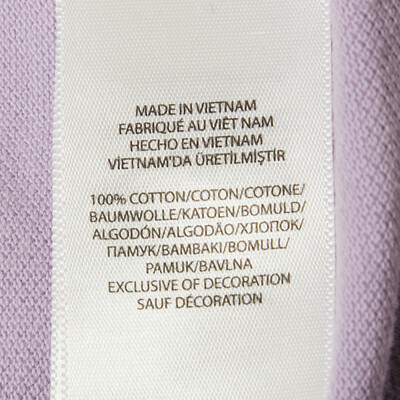 MADE IN VIETNAM
FABRIQUÉ AU VIÊT NAM
HECHO EN VIETNAM
VİETNAM'DA ÜRETİLMİŞTİR
100% COTTON/COTON/COTONE/
BAUMWOLLE/KATOEN/BOMULD/
ALGODÓN/ALGODÃO/ХЛОПОК/
ПАМУК/BAMBAKI/BOMULL/
PAMUK/BAVLNA
EXCLUSIVE OF DECORATION
SAUF DÉCORATION